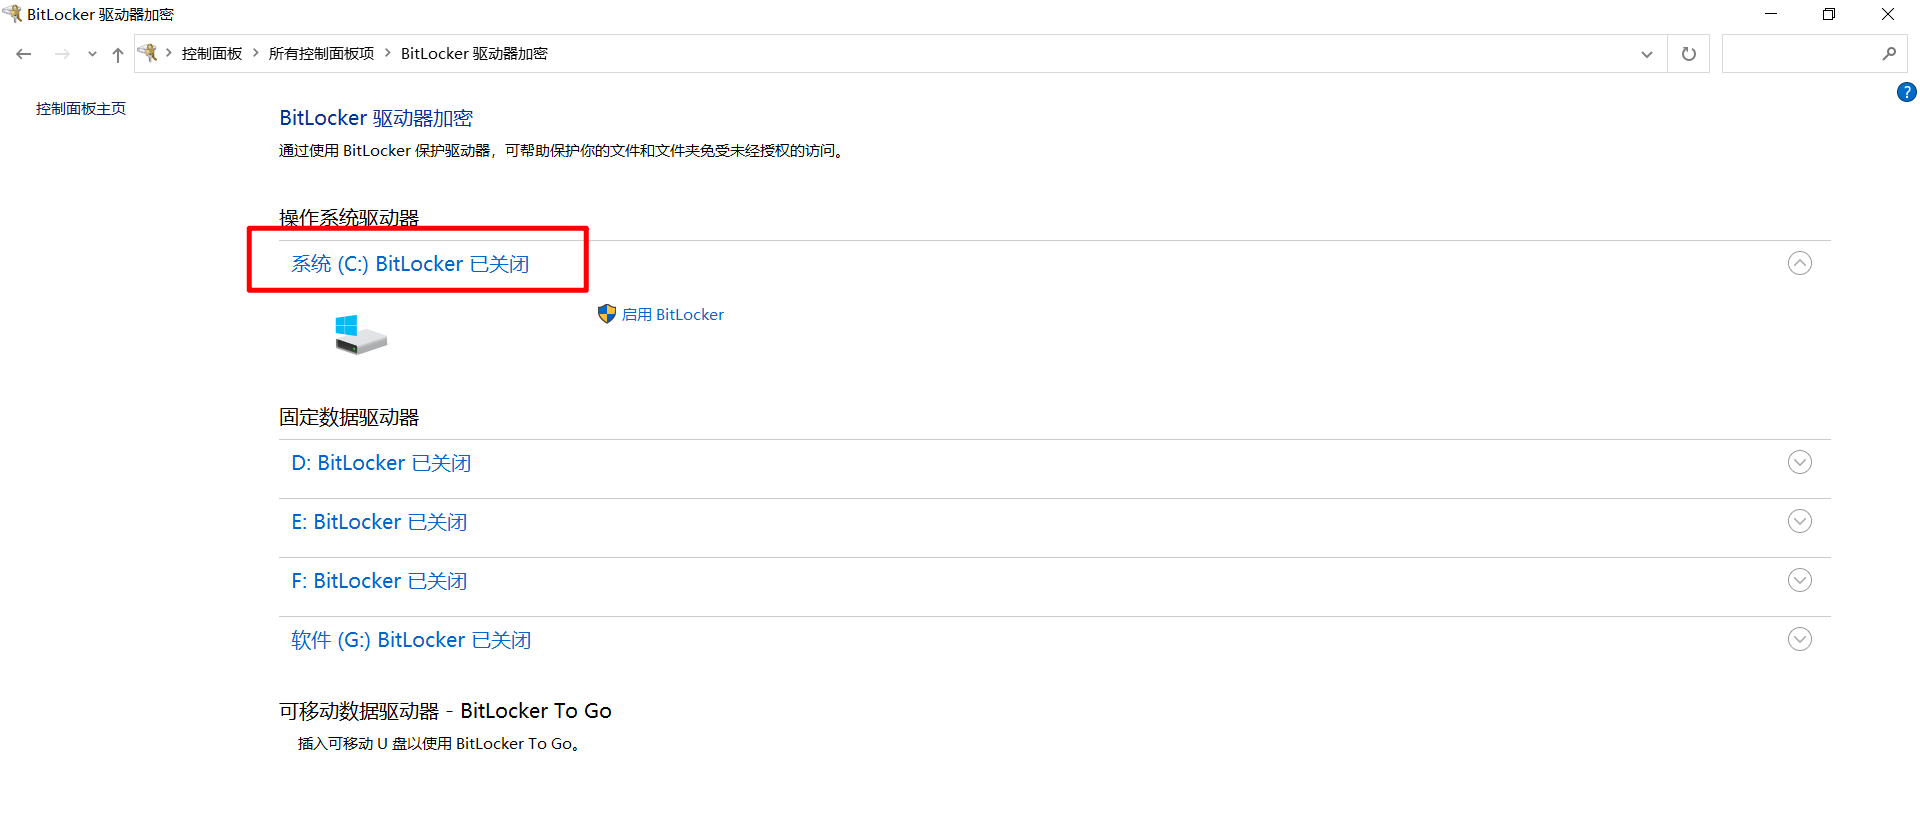 BitLocker 驱动器加密
控制面板 所有控制面板项 BitLocker 驱动器加密
控制面板主页
BitLocker 驱动器加密
通过使用 BitLocker 保护驱动器，可帮助保护你的文件和文件夹免受未经授权的访问。
操作系统驱动器
系统 (C:) BitLocker 已关闭
启用 BitLocker
固定数据驱动器
D: BitLocker 已关闭
E: BitLocker 已关闭
F: BitLocker 已关闭
软件 (G:) BitLocker 已关闭
可移动数据驱动器 - BitLocker To Go
插入可移动 U 盘以使用 BitLocker To Go。